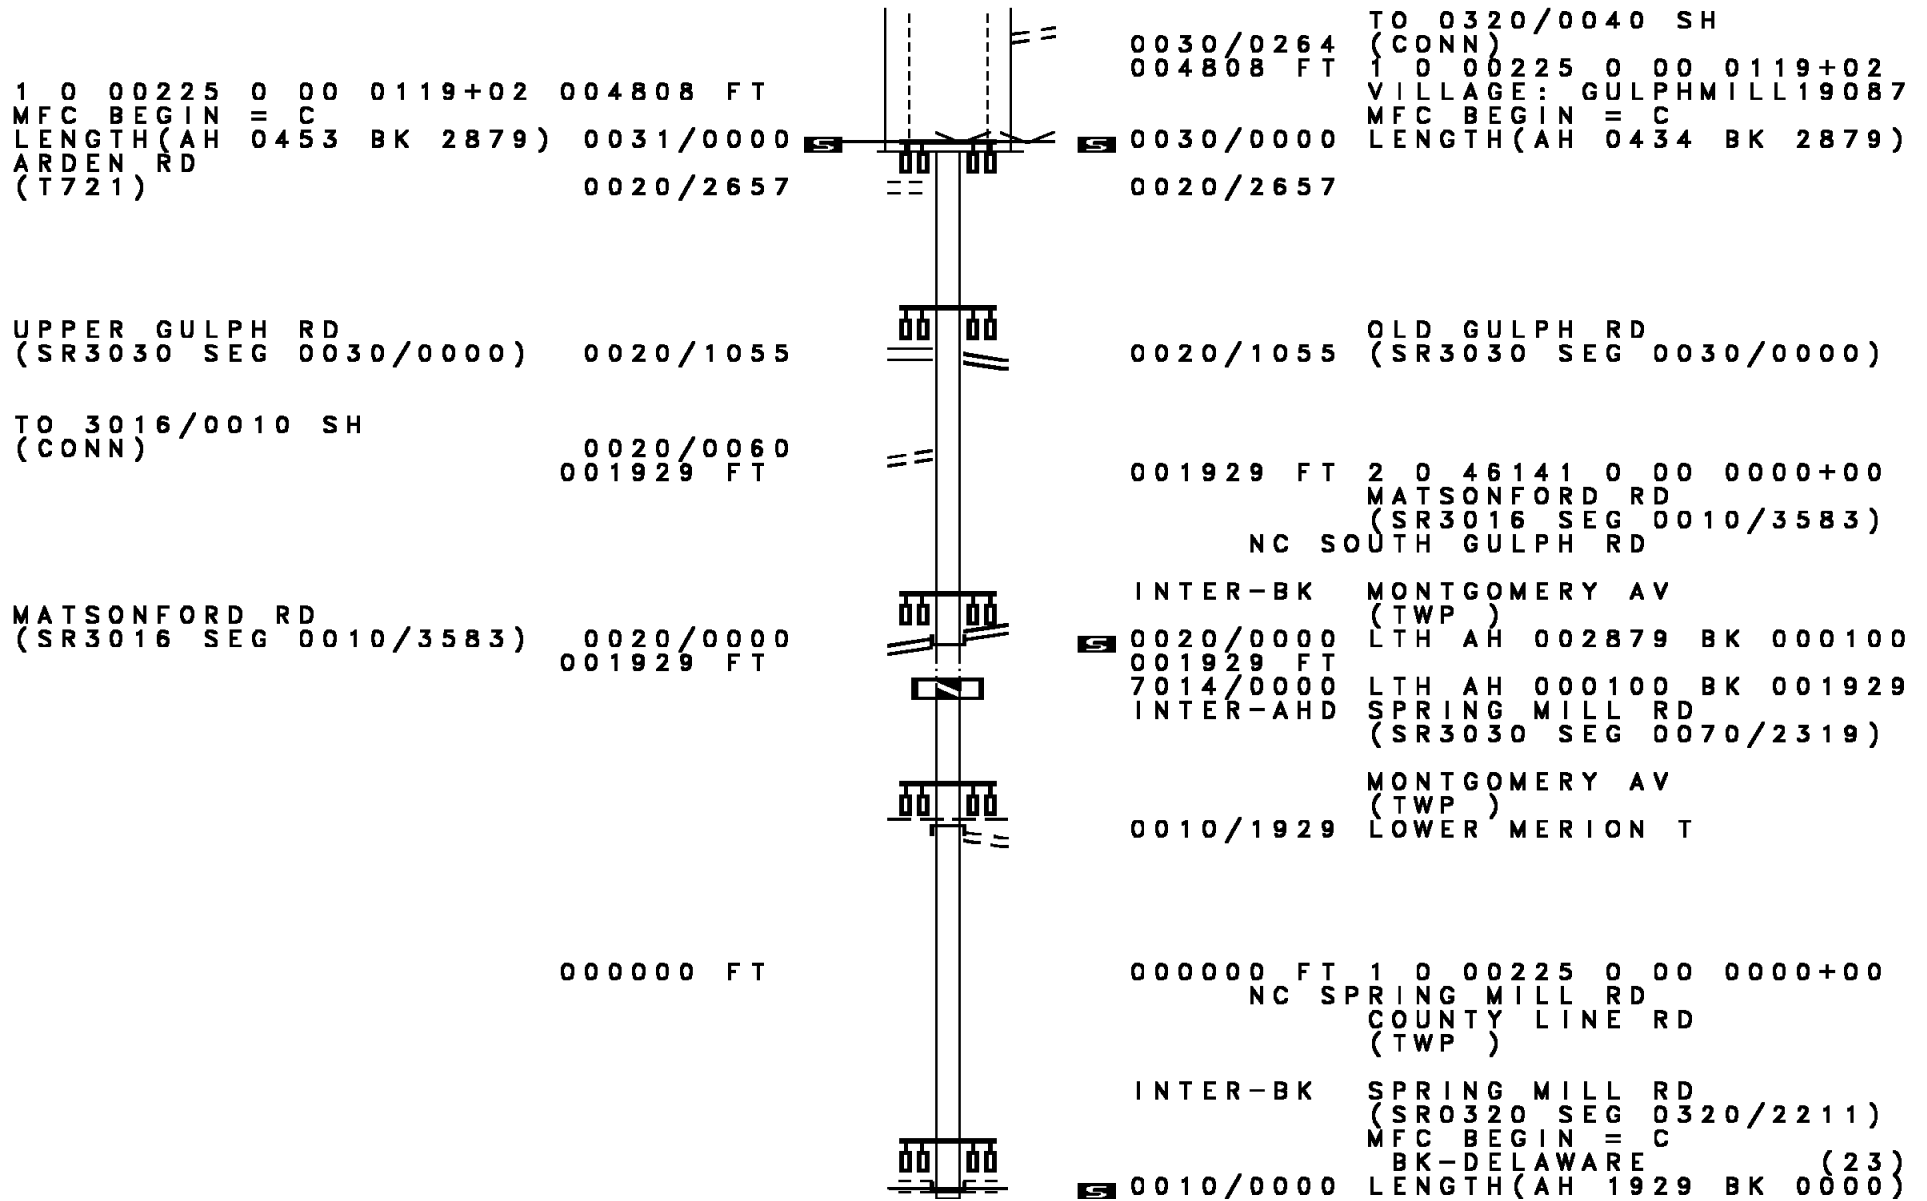 TO 0320/0040 SH
0030/0264 (CONN)
004808 FT 1 0 00225 0 00 0119+02
1 0 00225 0 00 0119+02 004808 FT
VILLAGE: GULPHMILL19087
MFC BEGIN = C
MFC BEGIN = C
LENGTH(AH 0453 BK 2879) 0031/0000 S
S 0030/0000 LENGTH(AH 0434 BK 2879)
ARDEN RD
(T721) 0020/2657
0020/2657
UPPER GULPH RD
OLD GULPH RD
(SR3030 SEG 0030/0000) 0020/1055
0020/1055 (SR3030 SEG 0030/0000)
TO 3016/0010 SH
(CONN) 0020/0060
001929 FT
001929 FT 2 0 46141 0 00 0000+00
MATSONFORD RD
(SR3016 SEG 0010/3583)
NC SOUTH GULPH RD
INTER-BK MONTGOMERY AV
(TWP )
MATSONFORD RD
(SR3016 SEG 0010/3583) 0020/0000
001929 FT
S 0020/0000 LTH AH 002879 BK 000100
001929 FT
7014/0000 LTH AH 000100 BK 001929
INTER-AHD SPRING MILL RD
(SR3030 SEG 0070/2319)
MONTGOMERY AV
(TWP )
0010/1929 LOWER MERION T
000000 FT
000000 FT 1 0 00225 0 00 0000+00
NC SPRING MILL RD
COUNTY LINE RD
(TWP )
INTER-BK SPRING MILL RD
(SR0320 SEG 0320/2211)
MFC BEGIN = C
BK-DELAWARE (23)
S 0010/0000 LENGTH(AH 1929 BK 0000)